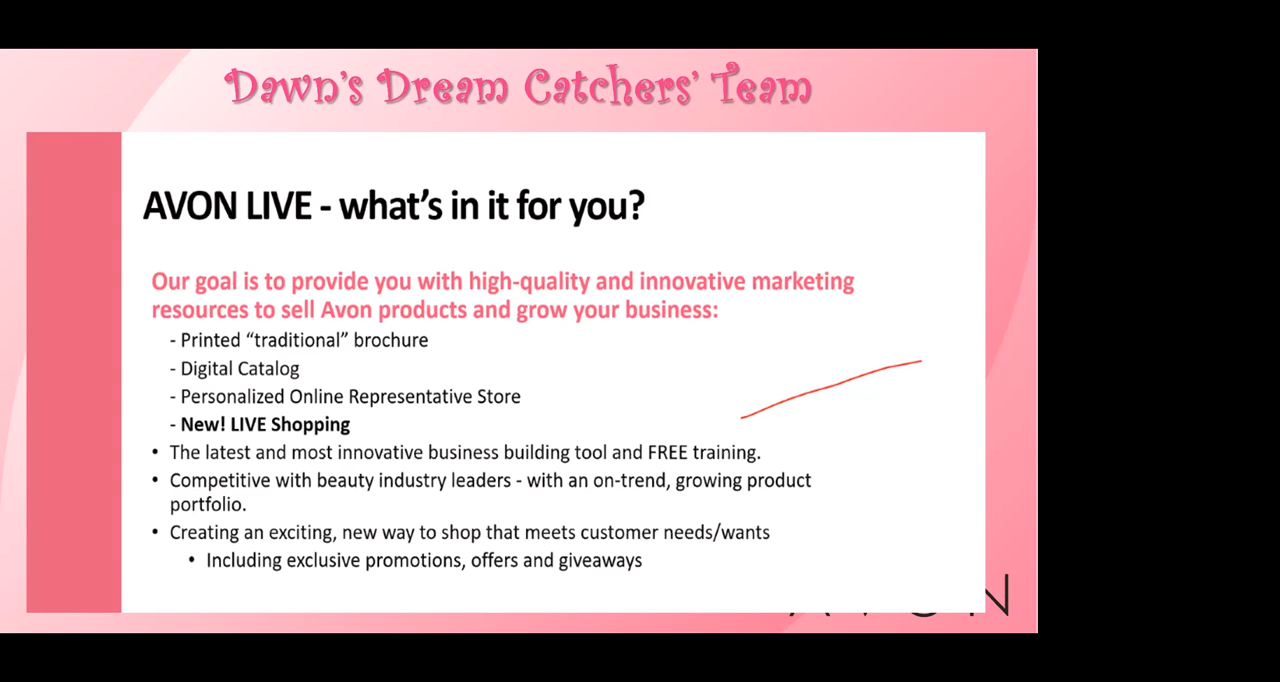 Dawn's Dream Catchers' Team
AVON LIVE - what's in it for you?
Our goal is to provide you with high-quality and innovative marketing
resources to sell Avon products and grow your business:
- Printed “traditional” brochure
- Digital Catalog
- Personalized Online Representative Store
- New! LIVE Shopping
• The latest and most innovative business building tool and FREE training.
• Competitive with beauty industry leaders - with an on-trend, growing product
portfolio.
• Creating an exciting, new way to shop that meets customer needs/wants
• Including exclusive promotions, offers and giveaways
AVON